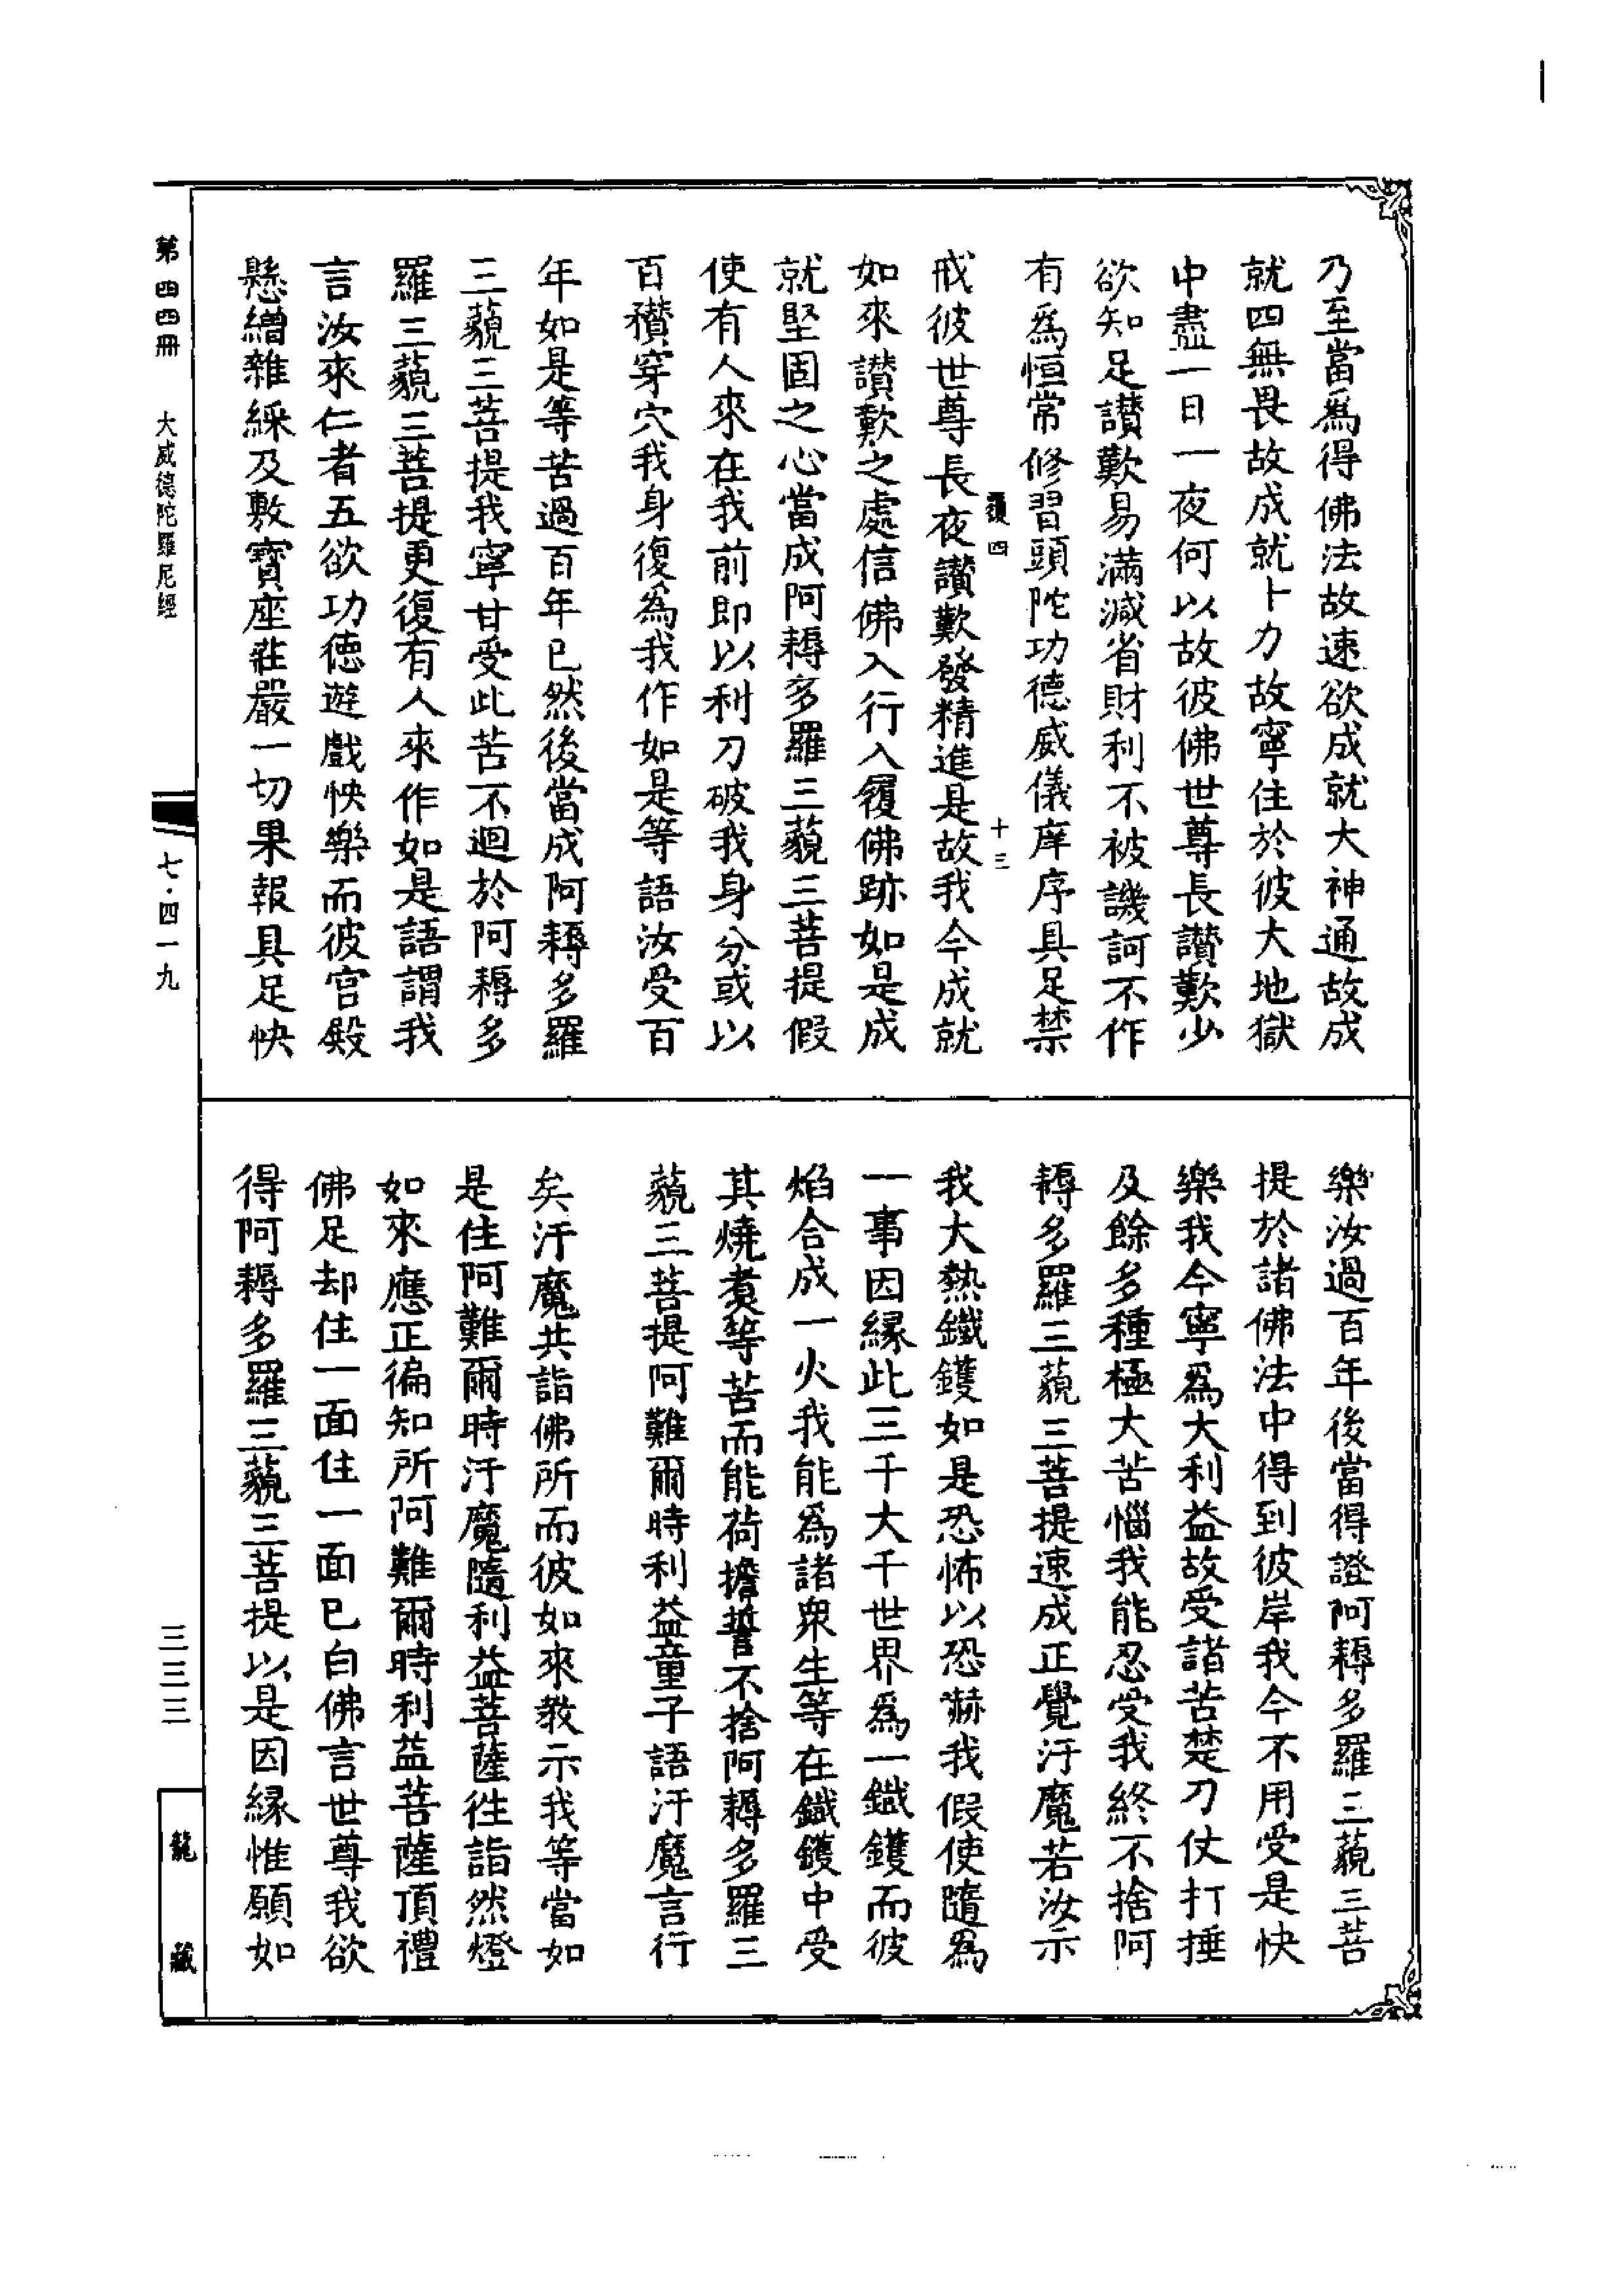 乃至當爲得佛法故速欲成就大神通故成
就四無畏故成就十力故寧住於彼大地獄
中盡一日一夜何以故彼佛世尊長讃歎少
欲知足讃歎易滿減省財利不被譏訶不作
有爲恒常修習頭陀功德威儀庠序具足禁
四
十三
戒彼世尊長夜讃歎發精進是故我今成就
如來讃歎之處信佛入行入履佛跡如是成
就堅固之心當成阿耨多羅三藐三菩提假
使有人來在我前即以利刀破我身分或以
百穳穿穴我身復爲我作如是等語汝受百
年如是等苦過百年已然後當成阿耨多羅
三藐三菩提我寧甘受此苦不迴於阿耨多
羅三藐三菩提更復有人來作如是語謂我
言汝來仁者五欲功德遊戲快樂而彼宮殿
懸繒雜綵及敷寶座莊嚴一切果報具足快
樂汝過百年後當得證阿耨多羅三藐三菩
提於諸佛法中得到彼岸我今不用受是快
樂我今寧爲大利益故受諸苦楚刀仗打捶
及餘多種極大苦惱我能忍受我終不捨阿
耨多羅三藐三菩提速成正覺汙魔若汝示
我大熱鐵鑊如是恐怖以恐嚇我假使隨爲
一事因緣此三千大千世界爲一鐵鑊而彼
焰合成一火我能爲諸衆生等在鐵鑊中受
其燒煑等苦而能荷擔誓不捨阿耨多羅三
藐三菩提阿難爾時利益童子語汙魔言行
矣汙魔共詣佛所而彼如來教示我等當如
是住阿難爾時汙魔隨利益菩薩往詣然燈
如來應正徧知所阿難爾時利益菩薩頂禮
佛足却住一面住一面已白佛言世尊我欲
得阿耨多羅三藐三菩提以是因緣惟願如
第四四冊 大威德陀羅尼經
七·四一九
三三三
龍藏